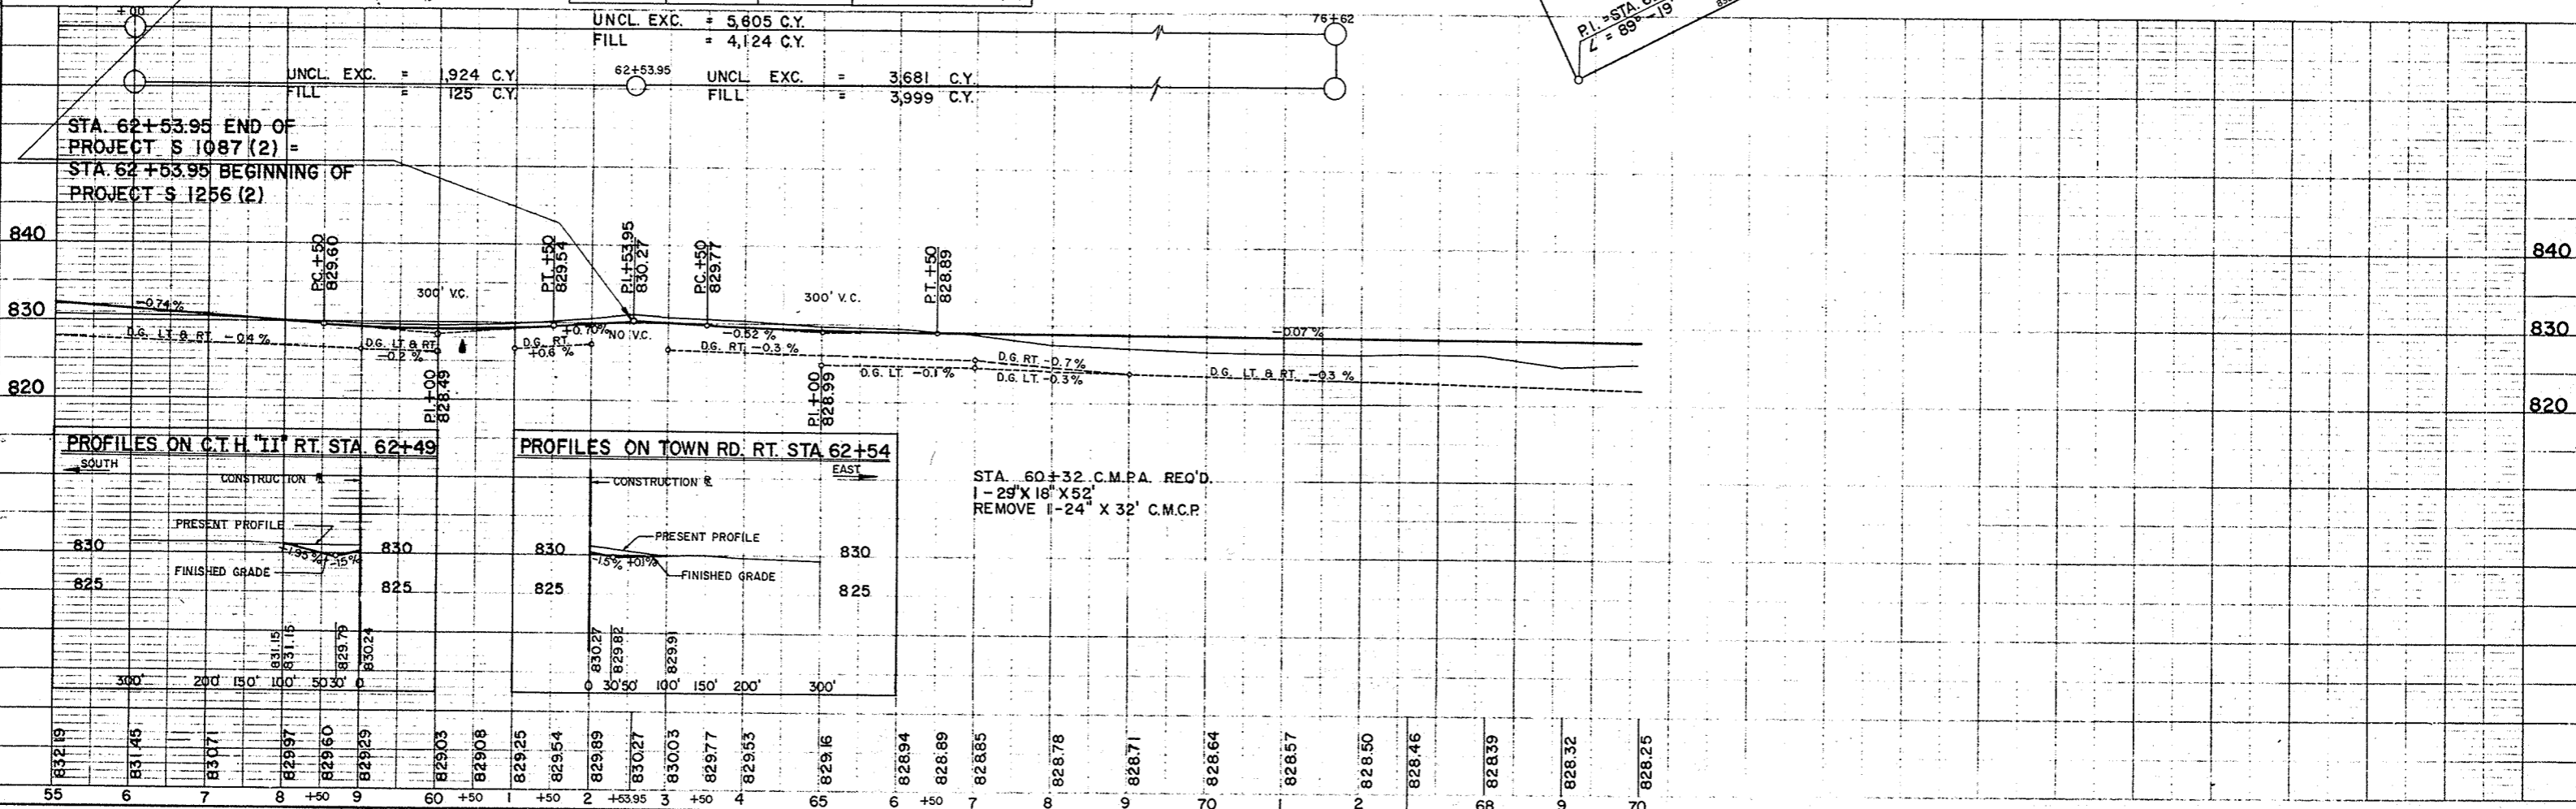 +00
UNCL. EXC. = 5,605 C.Y.
FILL = 4,124 C.Y.
76+62
UNCL. EXC. = 1,924 C.Y.
FILL = 125 C.Y.
62+53.95
UNCL. EXC. = 3,681 C.Y.
FILL = 3,999 C.Y.
P.I. = STA.
∠ = 89°-19'
STA. 62+53.95 END OF
PROJECT S 1087 (2) =
STA. 62+53.95 BEGINNING OF
PROJECT S 1256 (2)
840
840
830
830
820
820
P.C. +50
829.60
300' V.C.
P.T. +50
829.54
P.I. +53.95
830.27
P.C. +50
829.77
300' V.C.
P.T. +50
828.89
-0.74%
+0.70%
NO V.C.
-0.52 %
-0.07 %
D.G. LT. & RT. -0.4 %
D.G. LT. & RT.
-0.2 %
D.G. RT.
+0.6 %
D.G. RT. -0.3 %
D.G. RT. -0.7 %
D.G. LT. -0.1 %
D.G. LT. -0.3%
D.G. LT. & RT. -0.3 %
P.I. +00
828.49
P.I. +00
828.99
PROFILES ON C.T.H. "II" RT. STA. 62+49
SOUTH
CONSTRUCTION ℄
PRESENT PROFILE
830
830
+1.95%
-1.5%
FINISHED GRADE
825
825
831.15
831.15
829.79
830.24
300' 200' 150' 100' 50 30' 0
PROFILES ON TOWN RD. RT. STA. 62+54
EAST
CONSTRUCTION ℄
PRESENT PROFILE
830
830
-1.5% +0.1%
FINISHED GRADE
825
825
830.27
829.82
829.91
0 30' 50' 100' 150' 200' 300'
STA. 60+32 C.M.P.A. REQ'D.
1-29"X 18" X 52'
REMOVE 1-24" X 32' C.M.C.P.
832.19
831.45
830.71
829.97
829.60
829.29
829.03
829.08
829.25
829.54
829.89
830.27
830.03
829.77
829.53
829.16
828.94
828.89
828.85
828.78
828.71
828.64
828.57
828.50
828.46
828.39
828.32
828.25
55 6 7 8 +50 9 60 +50 1 +50 2 +53.95 3 +50 4 65 6 +50 7 8 9 70 1 2 68 9 70